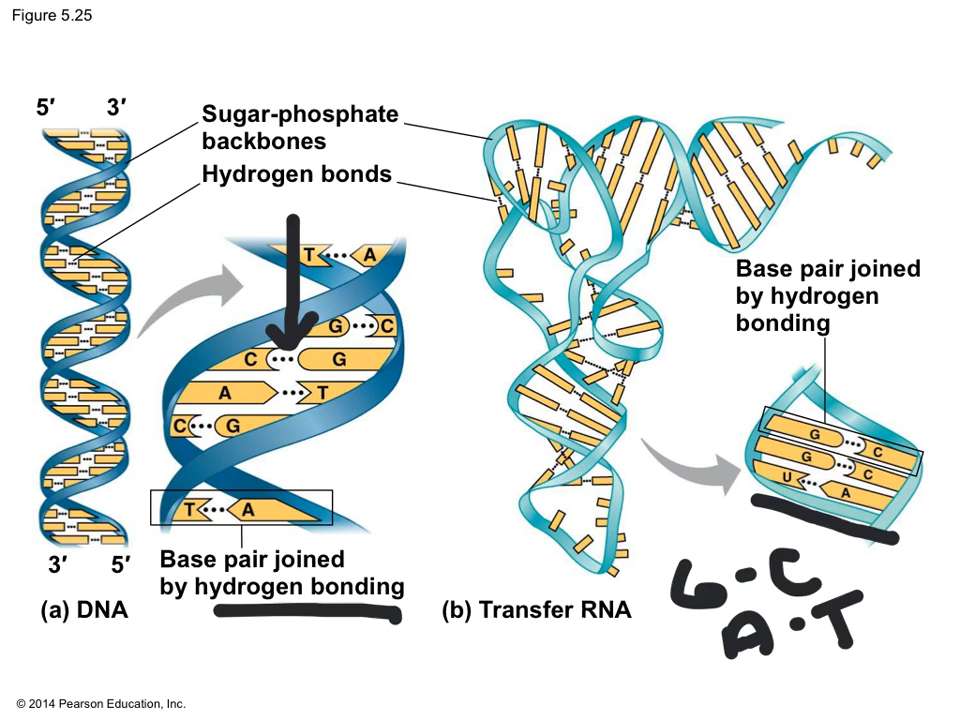 Figure 5.25
5′ 3′
Sugar-phosphate
backbones
Hydrogen bonds
T A
G C
C G
A T
C G
T A
Base pair joined
by hydrogen
bonding
G C
G C
U A
3′ 5′
Base pair joined
by hydrogen bonding
(a) DNA
(b) Transfer RNA
G - C
A · T
© 2014 Pearson Education, Inc.